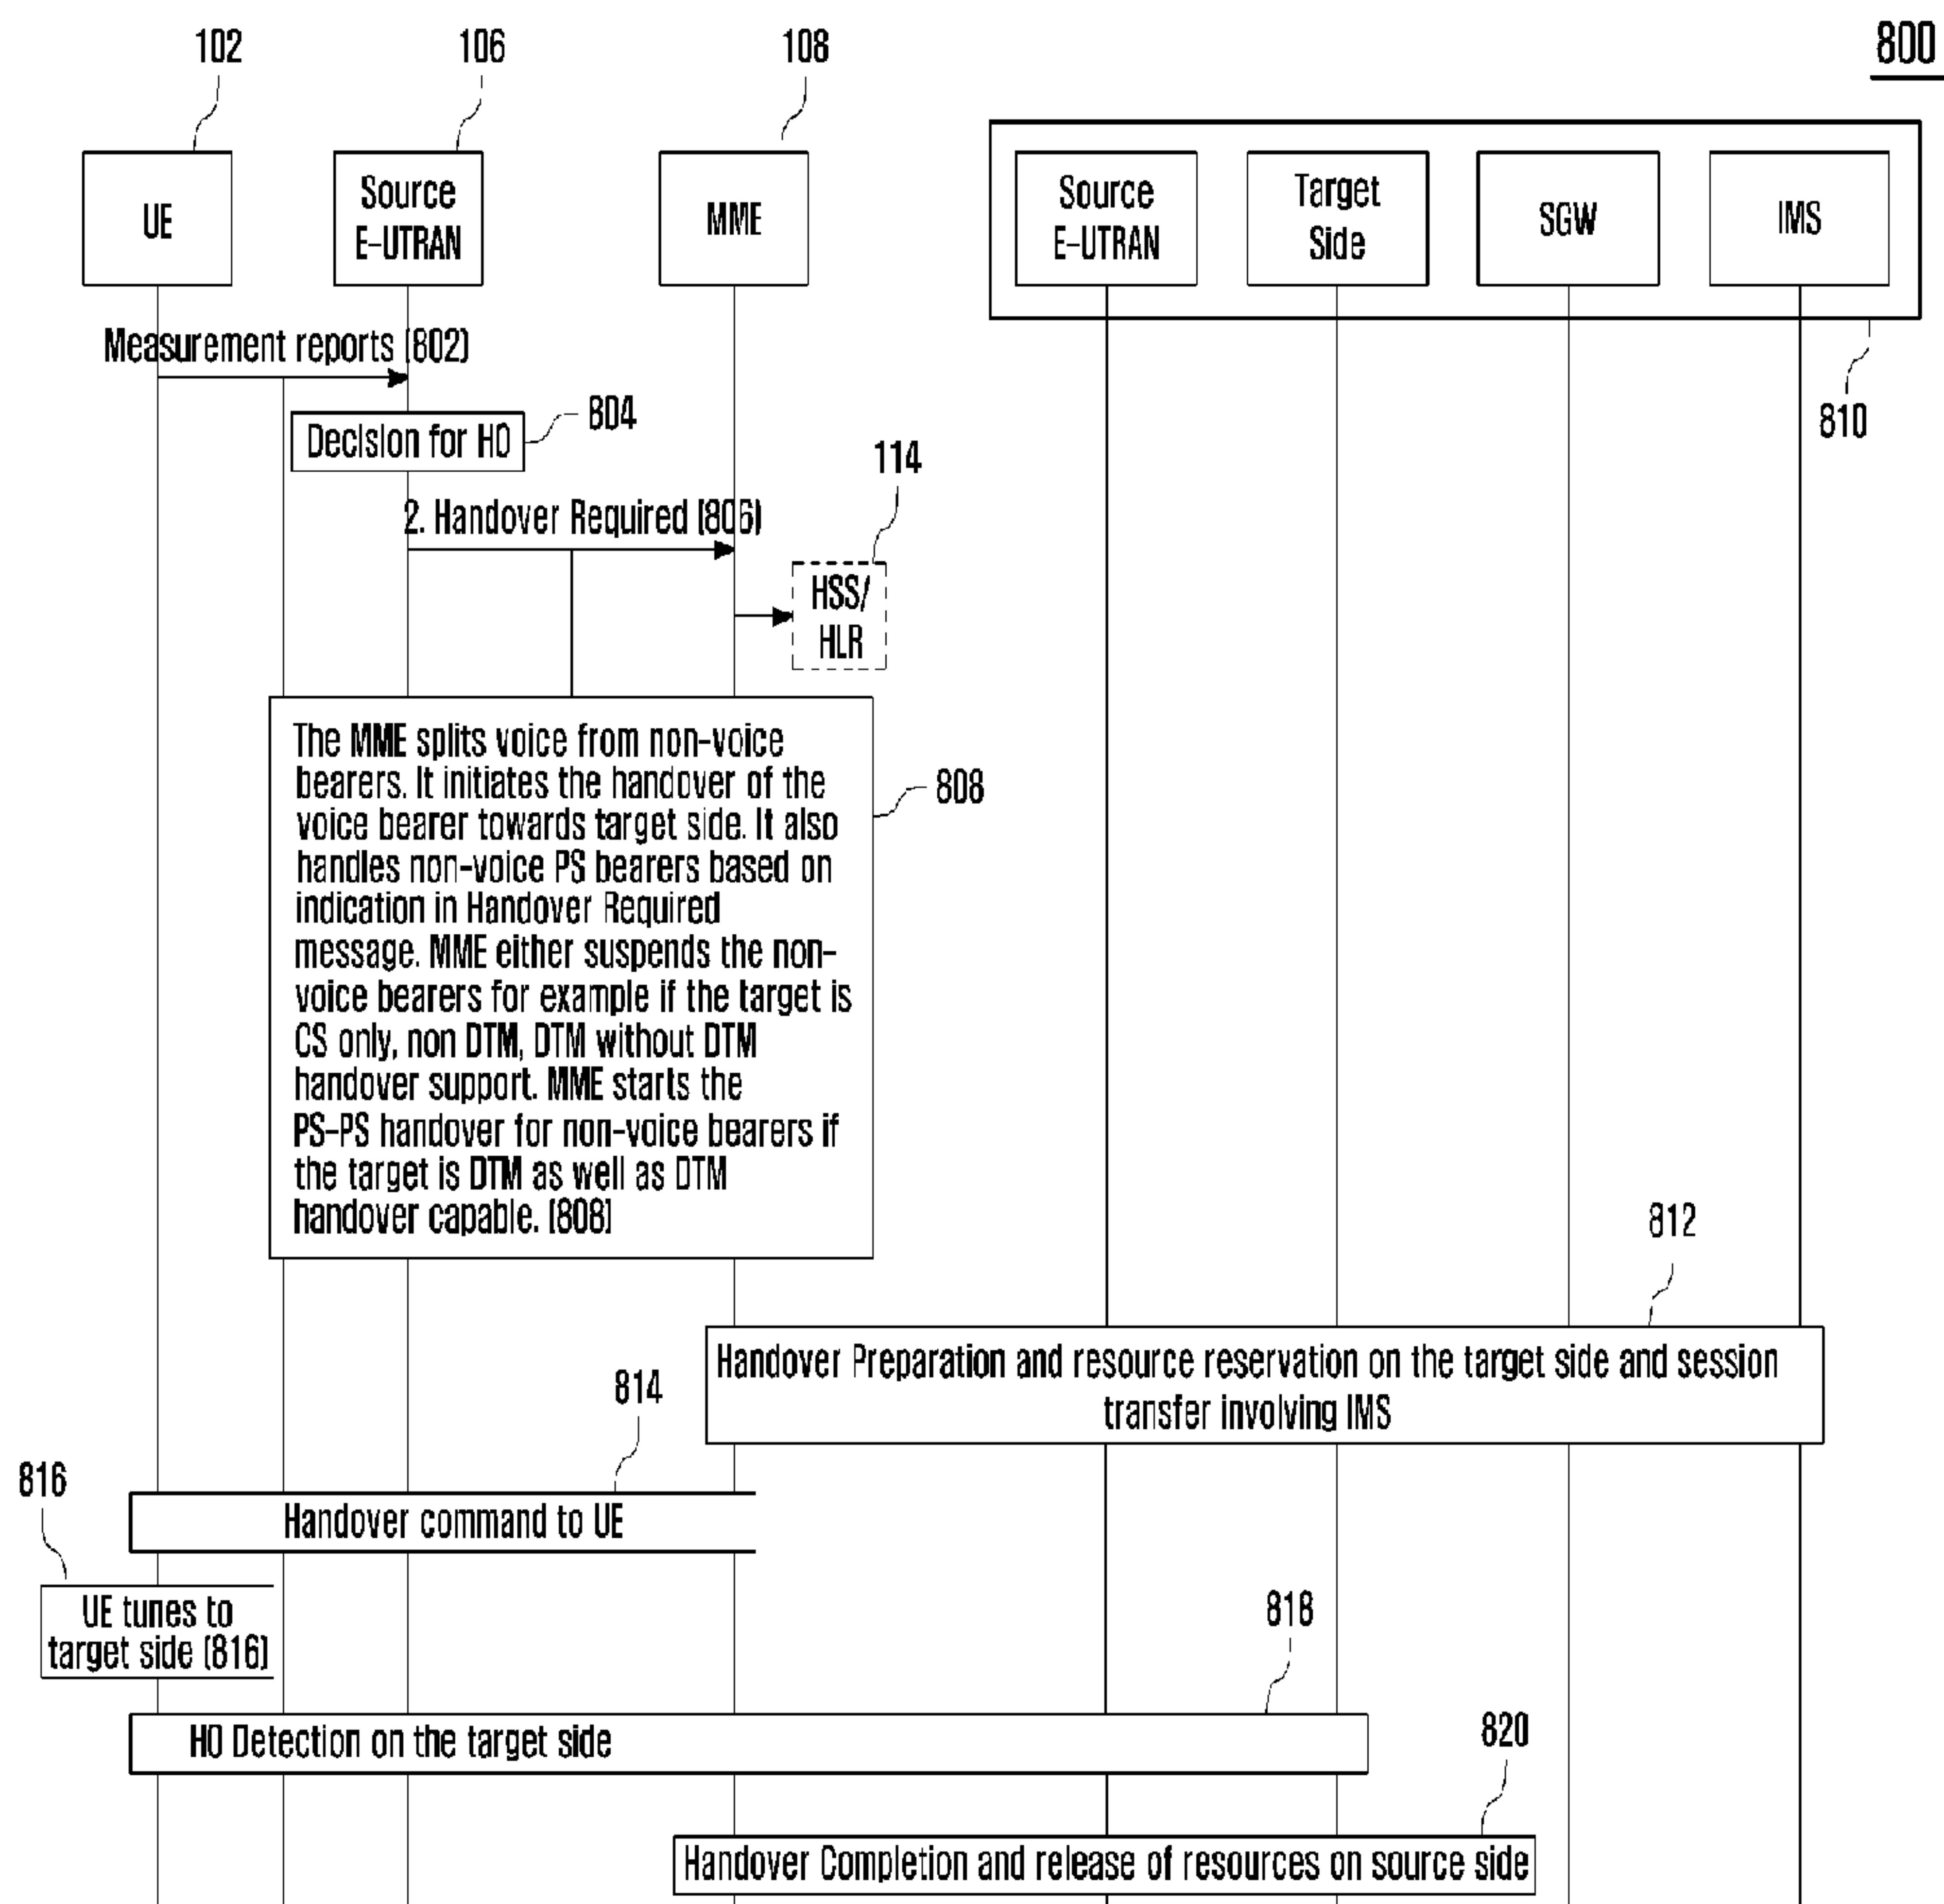 800
102
106
108
UE
Source
E-UTRAN
MME
Source
E-UTRAN
Target
Side
SGW
IMS
810
Measurement reports (802)
Decision for HO
804
2. Handover Required (806)
114
HSS/
HLR
The MME splits voice from non-voice
bearers. It initiates the handover of the
voice bearer towards target side. It also
handles non-voice PS bearers based on
indication in Handover Required
message. MME either suspends the non-
voice bearers for example if the target is
CS only, non DTM, DTM without DTM
handover support. MME starts the
PS-PS handover for non-voice bearers if
the target is DTM as well as DTM
handover capable. (808)
808
812
Handover Preparation and resource reservation on the target side and session
transfer involving IMS
814
Handover command to UE
816
UE tunes to
target side (816)
818
HO Detection on the target side
820
Handover Completion and release of resources on source side